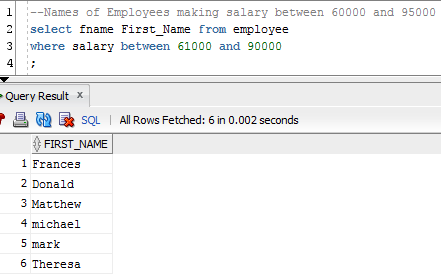 1 --Names of Employees making salary between 60000 and 95000
2 select fname First_Name from employee
3 where salary between 61000 and 90000
4 ;
Query Result x
SQL | All Rows Fetched: 6 in 0.002 seconds
FIRST_NAME
1 Frances
2 Donald
3 Matthew
4 michael
5 mark
6 Theresa